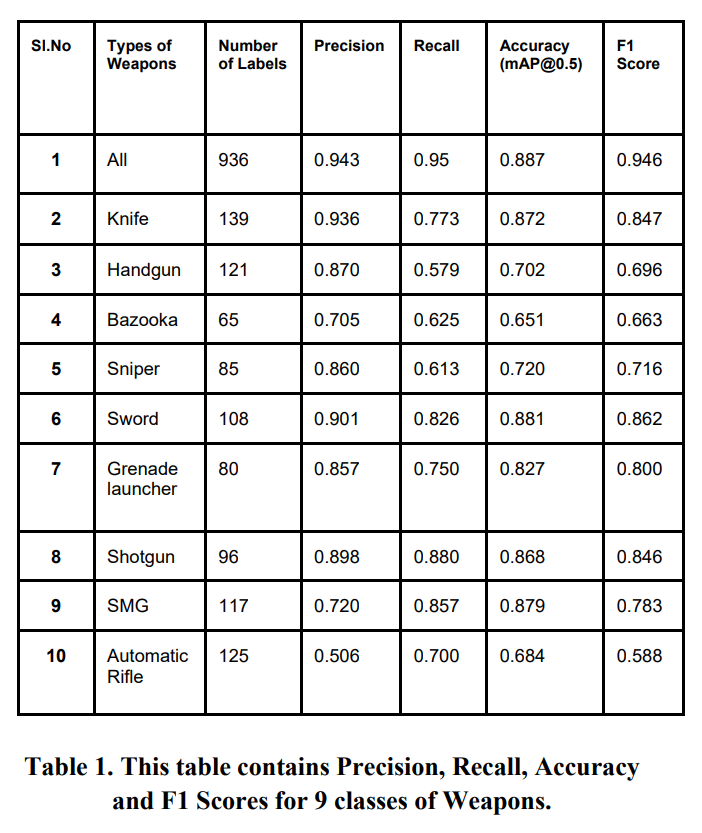 Sl.No Types of Weapons Number of Labels Precision Recall Accuracy (mAP@0.5) F1 Score
1 All 936 0.943 0.95 0.887 0.946
2 Knife 139 0.936 0.773 0.872 0.847
3 Handgun 121 0.870 0.579 0.702 0.696
4 Bazooka 65 0.705 0.625 0.651 0.663
5 Sniper 85 0.860 0.613 0.720 0.716
6 Sword 108 0.901 0.826 0.881 0.862
7 Grenade launcher 80 0.857 0.750 0.827 0.800
8 Shotgun 96 0.898 0.880 0.868 0.846
9 SMG 117 0.720 0.857 0.879 0.783
10 Automatic Rifle 125 0.506 0.700 0.684 0.588
Table 1. This table contains Precision, Recall, Accuracy
and F1 Scores for 9 classes of Weapons.